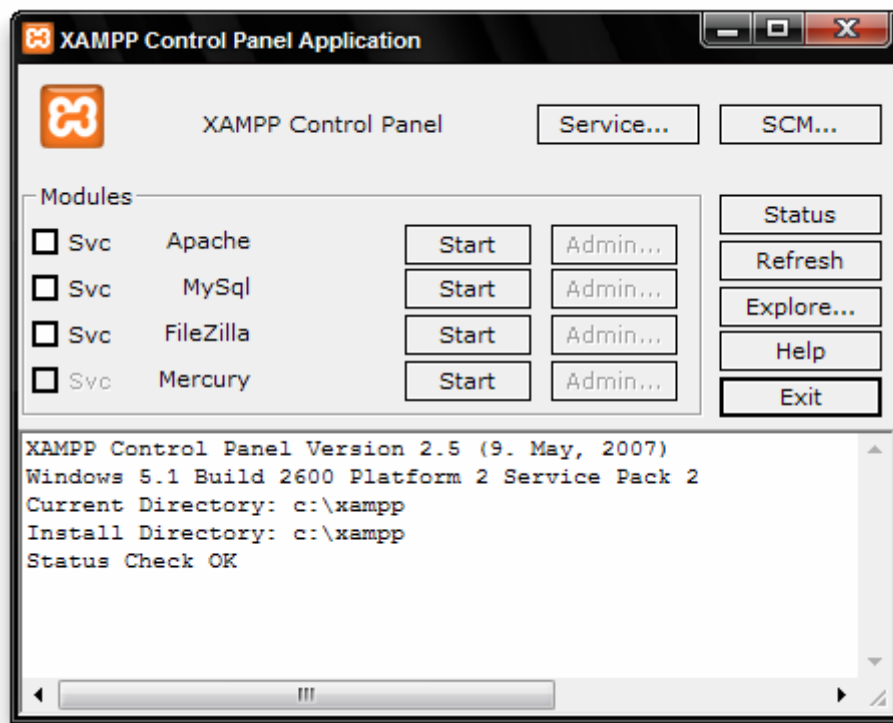 XAMPP Control Panel Application
XAMPP Control Panel Service... SCM...
Modules
Svc Apache Start Admin...
Svc MySql Start Admin...
Svc FileZilla Start Admin...
Svc Mercury Start Admin...
Status
Refresh
Explore...
Help
Exit
XAMPP Control Panel Version 2.5 (9. May, 2007)
Windows 5.1 Build 2600 Platform 2 Service Pack 2
Current Directory: c:\xampp
Install Directory: c:\xampp
Status Check OK